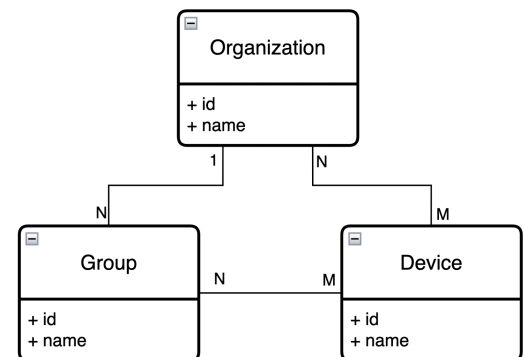 Organization
+ id
+ name
1
N
N
M
Group
N
M
Device
+ id
+ name
+ id
+ name